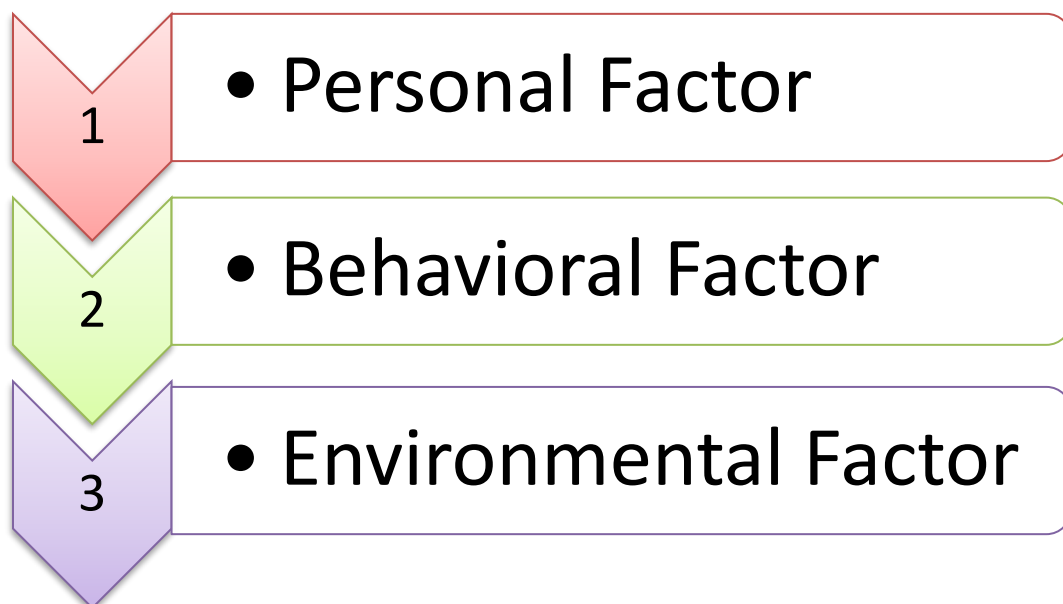 1
• Personal Factor
2
• Behavioral Factor
3
• Environmental Factor